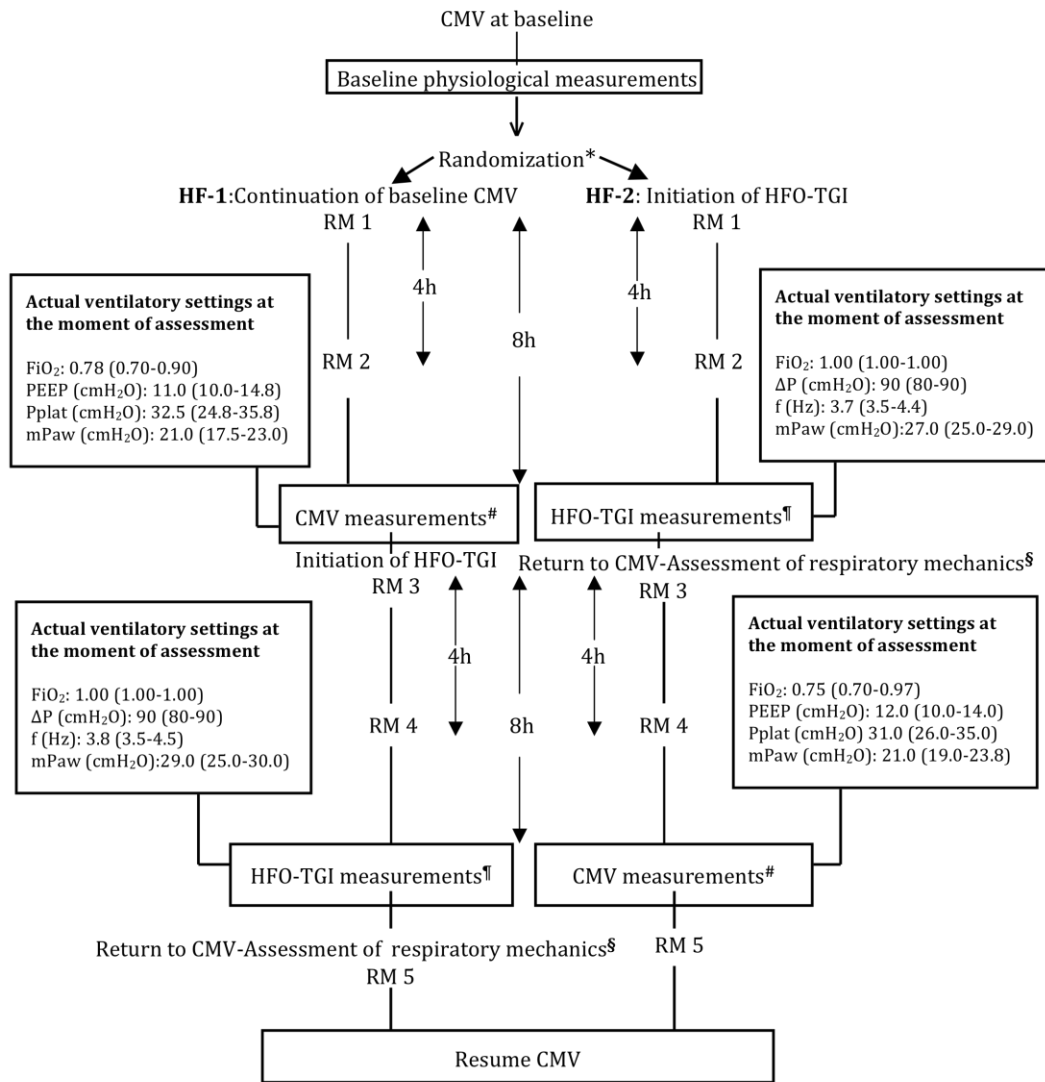 CMV at baseline
Baseline physiological measurements
Randomization*
HF-1:Continuation of baseline CMV
HF-2: Initiation of HFO-TGI
RM 1
RM 1
4h
8h
4h
Actual ventilatory settings at
the moment of assessment
FiO₂: 0.78 (0.70-0.90)
PEEP (cmH₂O): 11.0 (10.0-14.8)
Pplat (cmH₂O): 32.5 (24.8-35.8)
mPaw (cmH₂O): 21.0 (17.5-23.0)
RM 2
RM 2
Actual ventilatory settings at
the moment of assessment
FiO₂: 1.00 (1.00-1.00)
ΔP (cmH₂O): 90 (80-90)
f (Hz): 3.7 (3.5-4.4)
mPaw (cmH₂O):27.0 (25.0-29.0)
CMV measurements#
HFO-TGI measurements¶
Initiation of HFO-TGI
Return to CMV-Assessment of respiratory mechanics§
RM 3
RM 3
4h
8h
4h
Actual ventilatory settings at
the moment of assessment
FiO₂: 1.00 (1.00-1.00)
ΔP (cmH₂O): 90 (80-90)
f (Hz): 3.8 (3.5-4.5)
mPaw (cmH₂O):29.0 (25.0-30.0)
RM 4
RM 4
Actual ventilatory settings at
the moment of assessment
FiO₂: 0.75 (0.70-0.97)
PEEP (cmH₂O): 12.0 (10.0-14.0)
Pplat (cmH₂O) 31.0 (26.0-35.0)
mPaw (cmH₂O): 21.0 (19.0-23.8)
HFO-TGI measurements¶
CMV measurements#
Return to CMV-Assessment of respiratory mechanics§
RM 5
RM 5
Resume CMV